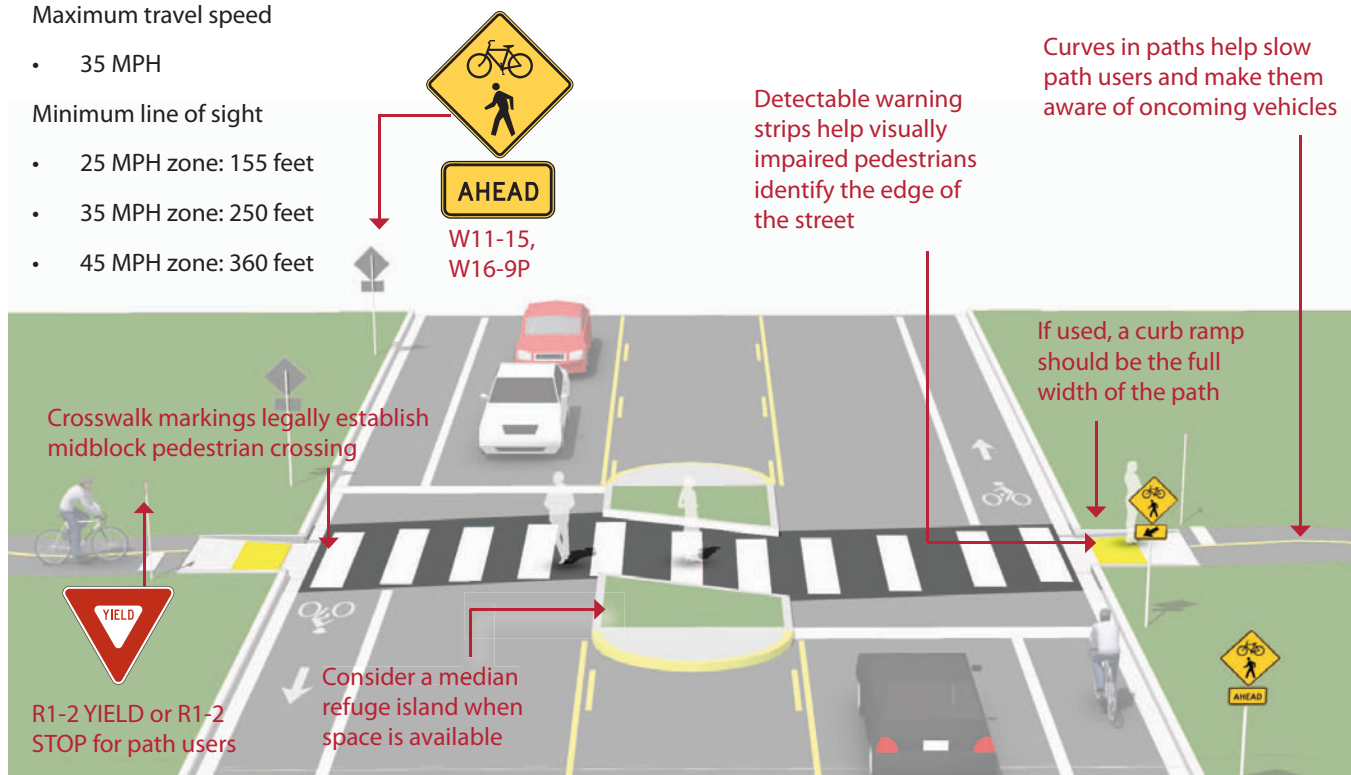 Maximum travel speed
• 35 MPH
Minimum line of sight
• 25 MPH zone: 155 feet
• 35 MPH zone: 250 feet
• 45 MPH zone: 360 feet
AHEAD
W11-15,
W16-9P
Detectable warning
strips help visually
impaired pedestrians
identify the edge of
the street
Curves in paths help slow
path users and make them
aware of oncoming vehicles
If used, a curb ramp
should be the full
width of the path
Crosswalk markings legally establish
midblock pedestrian crossing
YIELD
R1-2 YIELD or R1-2
STOP for path users
Consider a median
refuge island when
space is available
AHEAD